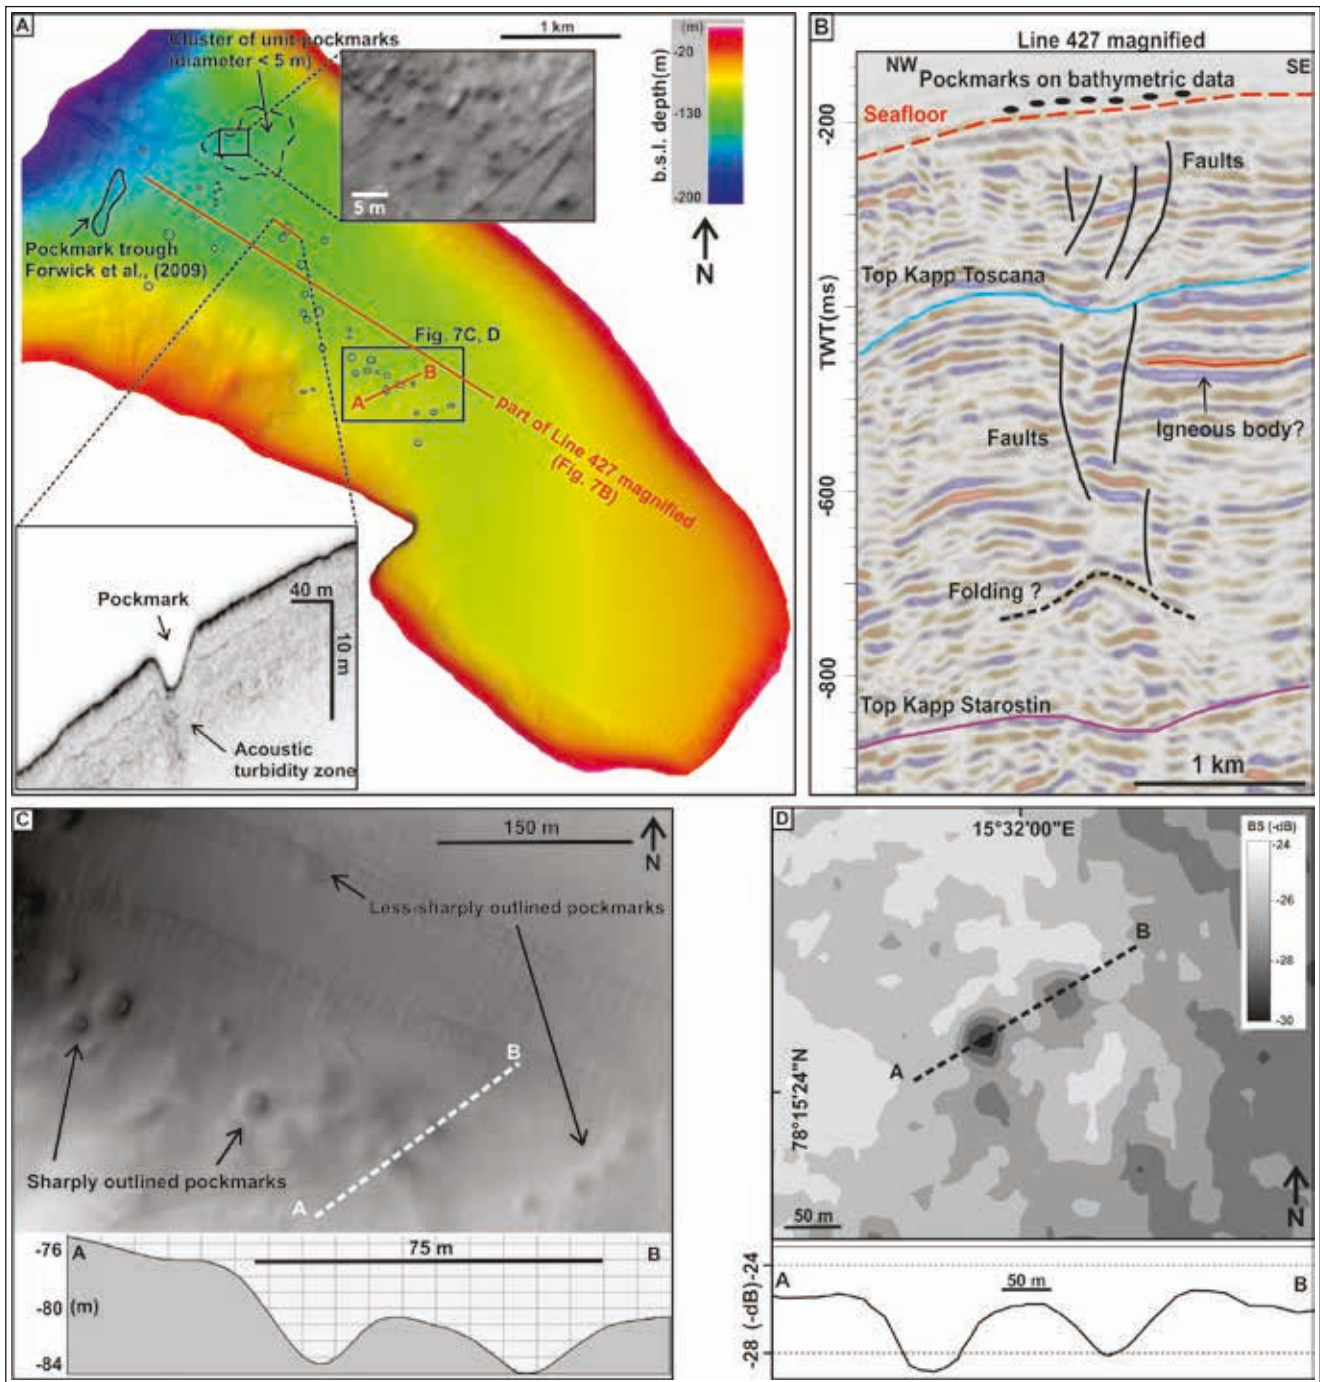 A
Cluster of unit-pockmarks
(diameter < 5 m)
1 km
(m)
-20
-130
-200
b.s.l. depth(m)
N
5 m
Pockmark trough
Forwick et al., (2009)
Fig. 7C, D
A
B
part of Line 427 magnified
(Fig. 7B)
Pockmark
40 m
10 m
Acoustic
turbidity zone
B
Line 427 magnified
NW
SE
Pockmarks on bathymetric data
Seafloor
-200
Faults
Top Kapp Toscana
TWT(ms)
Igneous body?
Faults
-600
Folding ?
-800
Top Kapp Starostin
1 km
C
150 m
N
Less-sharply outlined pockmarks
B
A
Sharply outlined pockmarks
-76
A
75 m
B
-80
(m)
-84
D
15°32'00"E
BS (-dB)
-24
-26
-28
-30
B
A
78°15'24"N
50 m
N
-24
A
50 m
B
(-dB)
-28